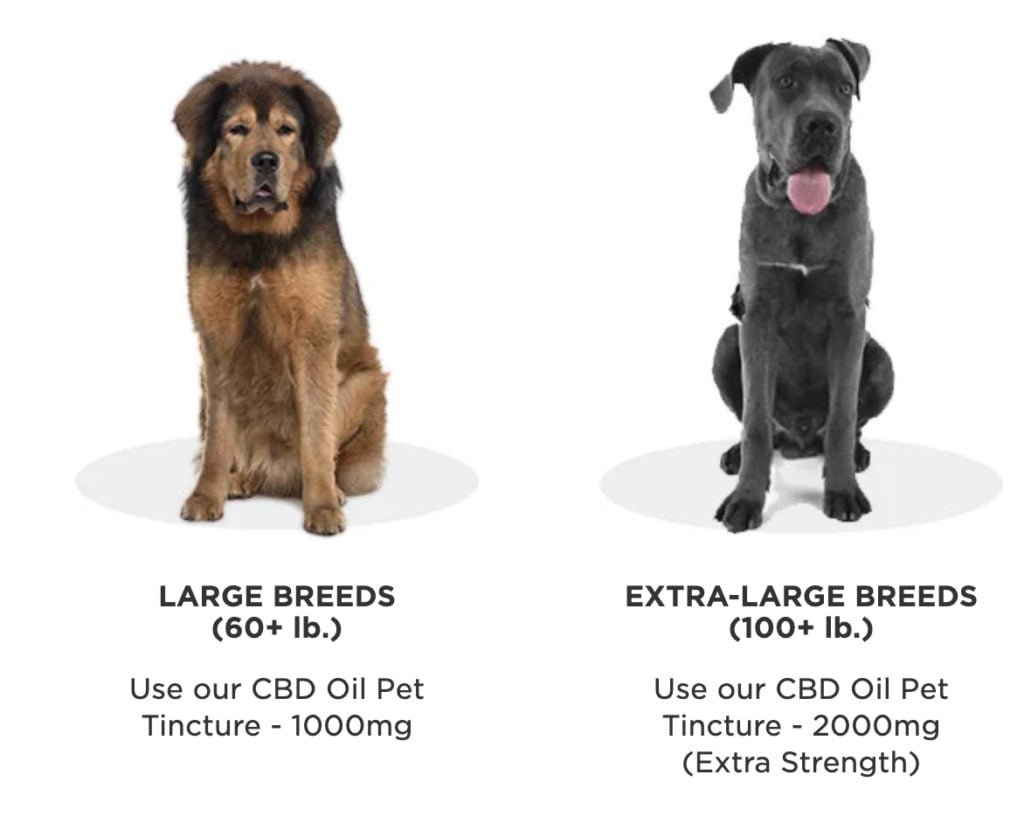 LARGE BREEDS
(60+ lb.)
Use our CBD Oil Pet
Tincture - 1000mg
EXTRA-LARGE BREEDS
(100+ lb.)
Use our CBD Oil Pet
Tincture - 2000mg
(Extra Strength)